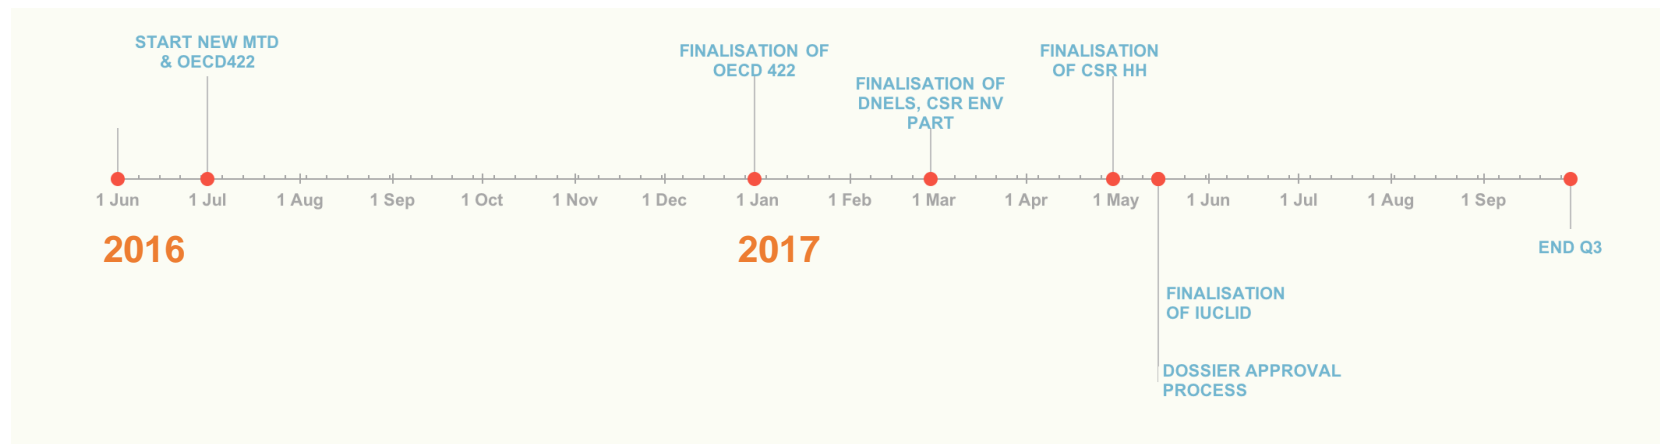 START NEW MTD
& OECD422
FINALISATION OF
OECD 422
FINALISATION OF
DNELS, CSR ENV
PART
FINALISATION
OF CSR HH
1 Jun
1 Jul
1 Aug
1 Sep
1 Oct
1 Nov
1 Dec
1 Jan
1 Feb
1 Mar
1 Apr
1 May
1 Jun
1 Jul
1 Aug
1 Sep
2016
2017
END Q3
FINALISATION
OF IUCLID
DOSSIER APPROVAL
PROCESS